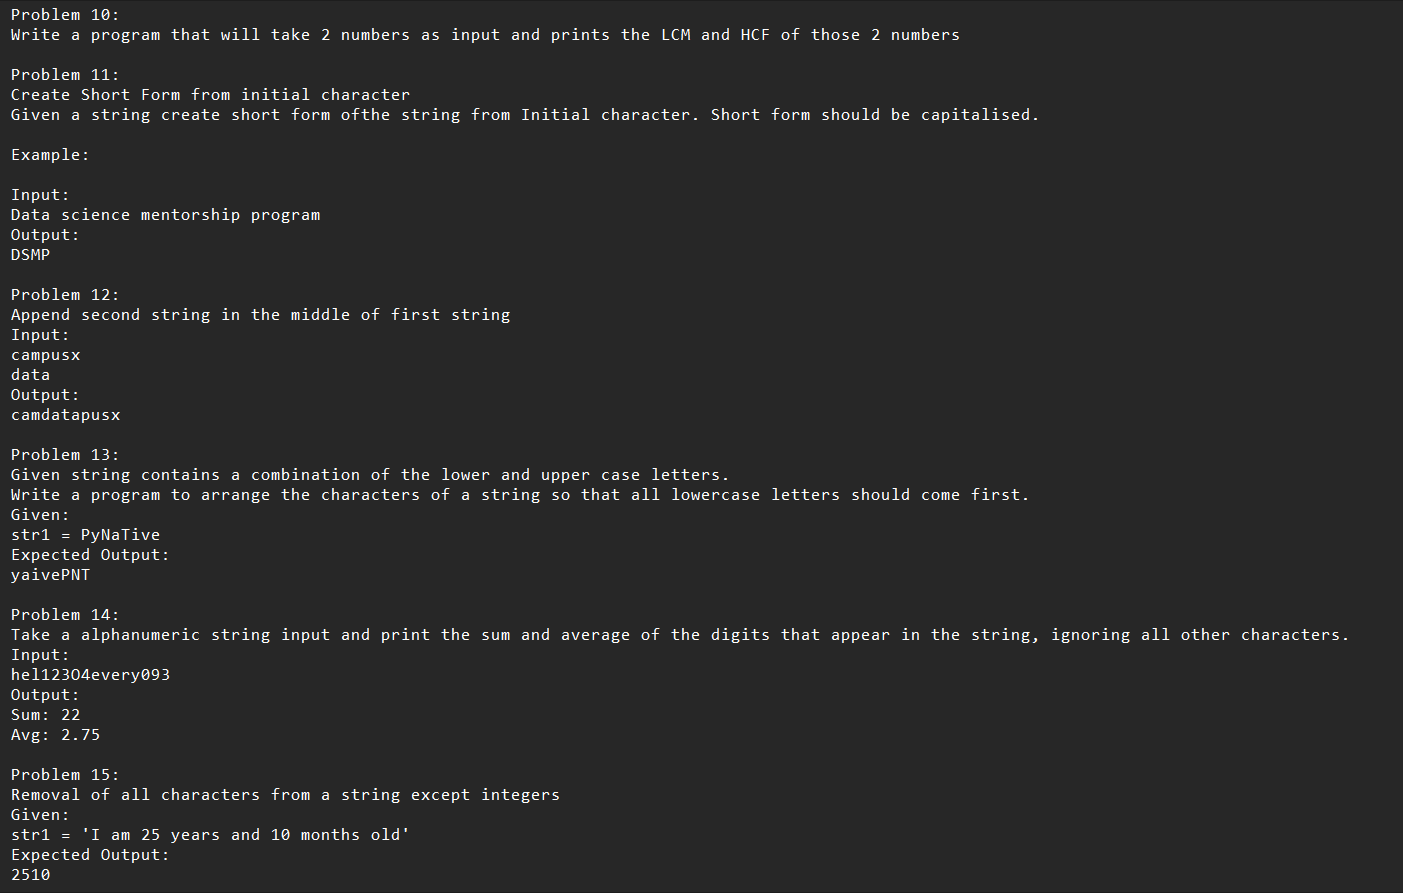 Problem 10:
Write a program that will take 2 numbers as input and prints the LCM and HCF of those 2 numbers
Problem 11:
Create Short Form from initial character
Given a string create short form ofthe string from Initial character. Short form should be capitalised.
Example:
Input:
Data science mentorship program
Output:
DSMP
Problem 12:
Append second string in the middle of first string
Input:
campusx
data
Output:
camdatapusx
Problem 13:
Given string contains a combination of the lower and upper case letters.
Write a program to arrange the characters of a string so that all lowercase letters should come first.
Given:
str1 = PyNaTive
Expected Output:
yaivePNT
Problem 14:
Take a alphanumeric string input and print the sum and average of the digits that appear in the string, ignoring all other characters.
Input:
hel123O4every093
Output:
Sum: 22
Avg: 2.75
Problem 15:
Removal of all characters from a string except integers
Given:
str1 = 'I am 25 years and 10 months old'
Expected Output:
2510